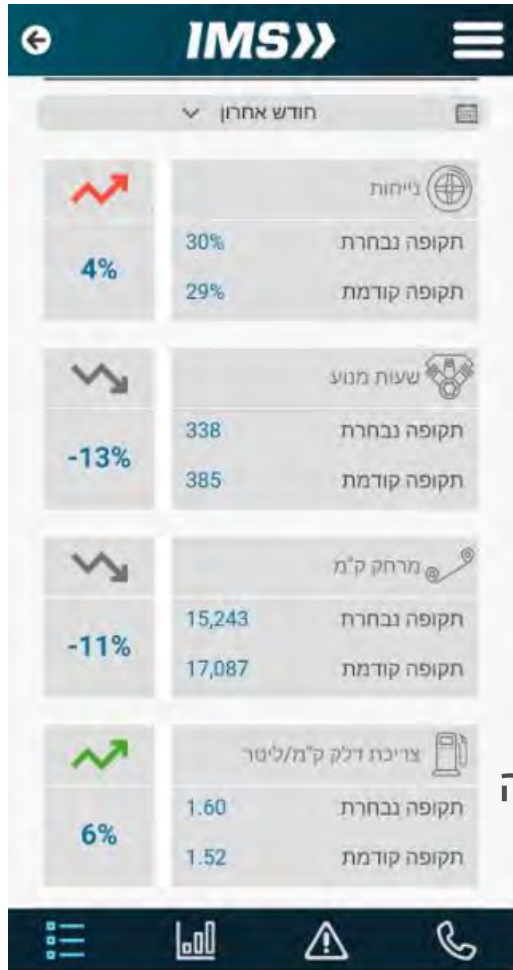 IMS
חודש אחרון
נייחות
תקופה נבחרת 30%
תקופה קודמת 29%
4%
שעות מנוע
תקופה נבחרת 338
תקופה קודמת 385
-13%
מרחק ק"מ
תקופה נבחרת 15,243
תקופה קודמת 17,087
-11%
צריכת דלק ק"מ/ליטר
תקופה נבחרת 1.60
תקופה קודמת 1.52
6%
ה